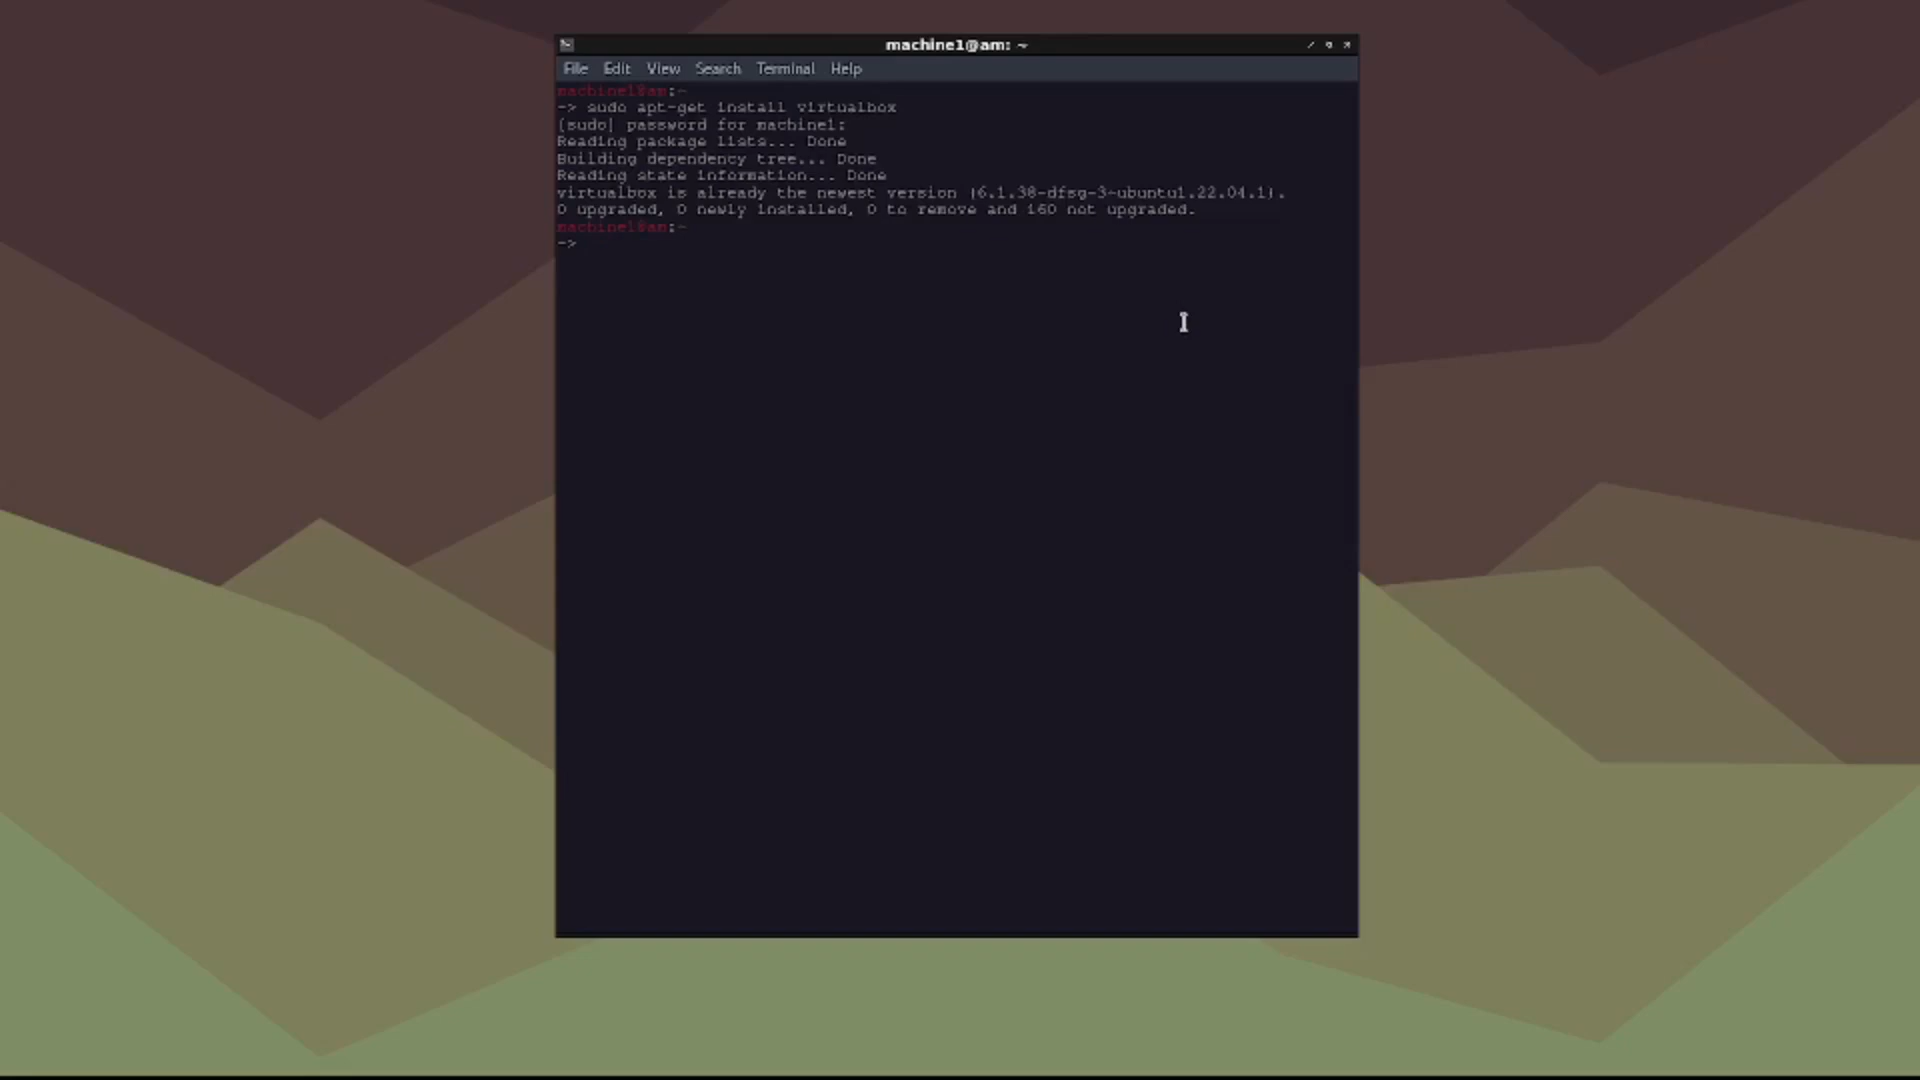 machine1@am: ~
File Edit View Search Terminal Help
machine1@am:~
-> sudo apt-get install virtualbox
[sudo] password for machine1:
Reading package lists... Done
Building dependency tree... Done
Reading state information... Done
virtualbox is already the newest version (6.1.38-dfsg-3~ubuntu1.22.04.1).
0 upgraded, 0 newly installed, 0 to remove and 160 not upgraded.
machine1@am:~
->